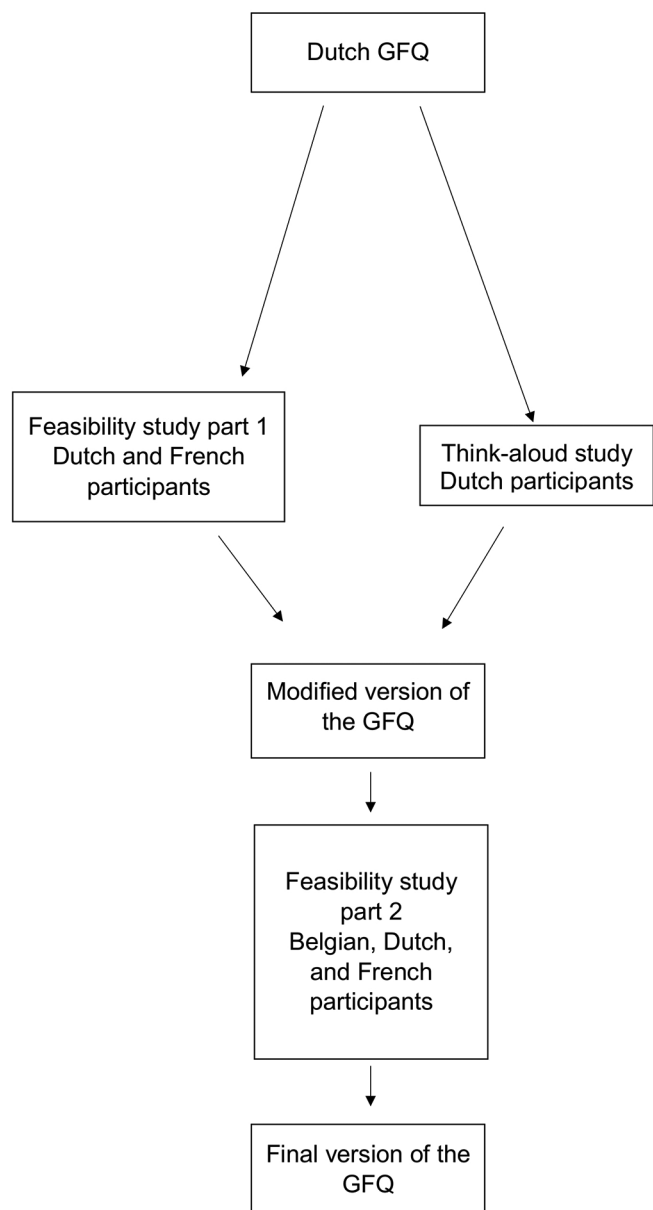 Dutch GFQ
Feasibility study part 1
Dutch and French
participants
Think-aloud study
Dutch participants
Modified version of
the GFQ
Feasibility study
part 2
Belgian, Dutch,
and French
participants
Final version of the
GFQ